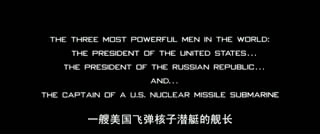 THE THREE MOST POWERFUL MEN IN THE WORLD:
THE PRESIDENT OF THE UNITED STATES...
THE PRESIDENT OF THE RUSSIAN REPUBLIC...
AND...
THE CAPTAIN OF A U.S. NUCLEAR MISSILE SUBMARINE
一艘美国飞弹核子潜艇的舰长